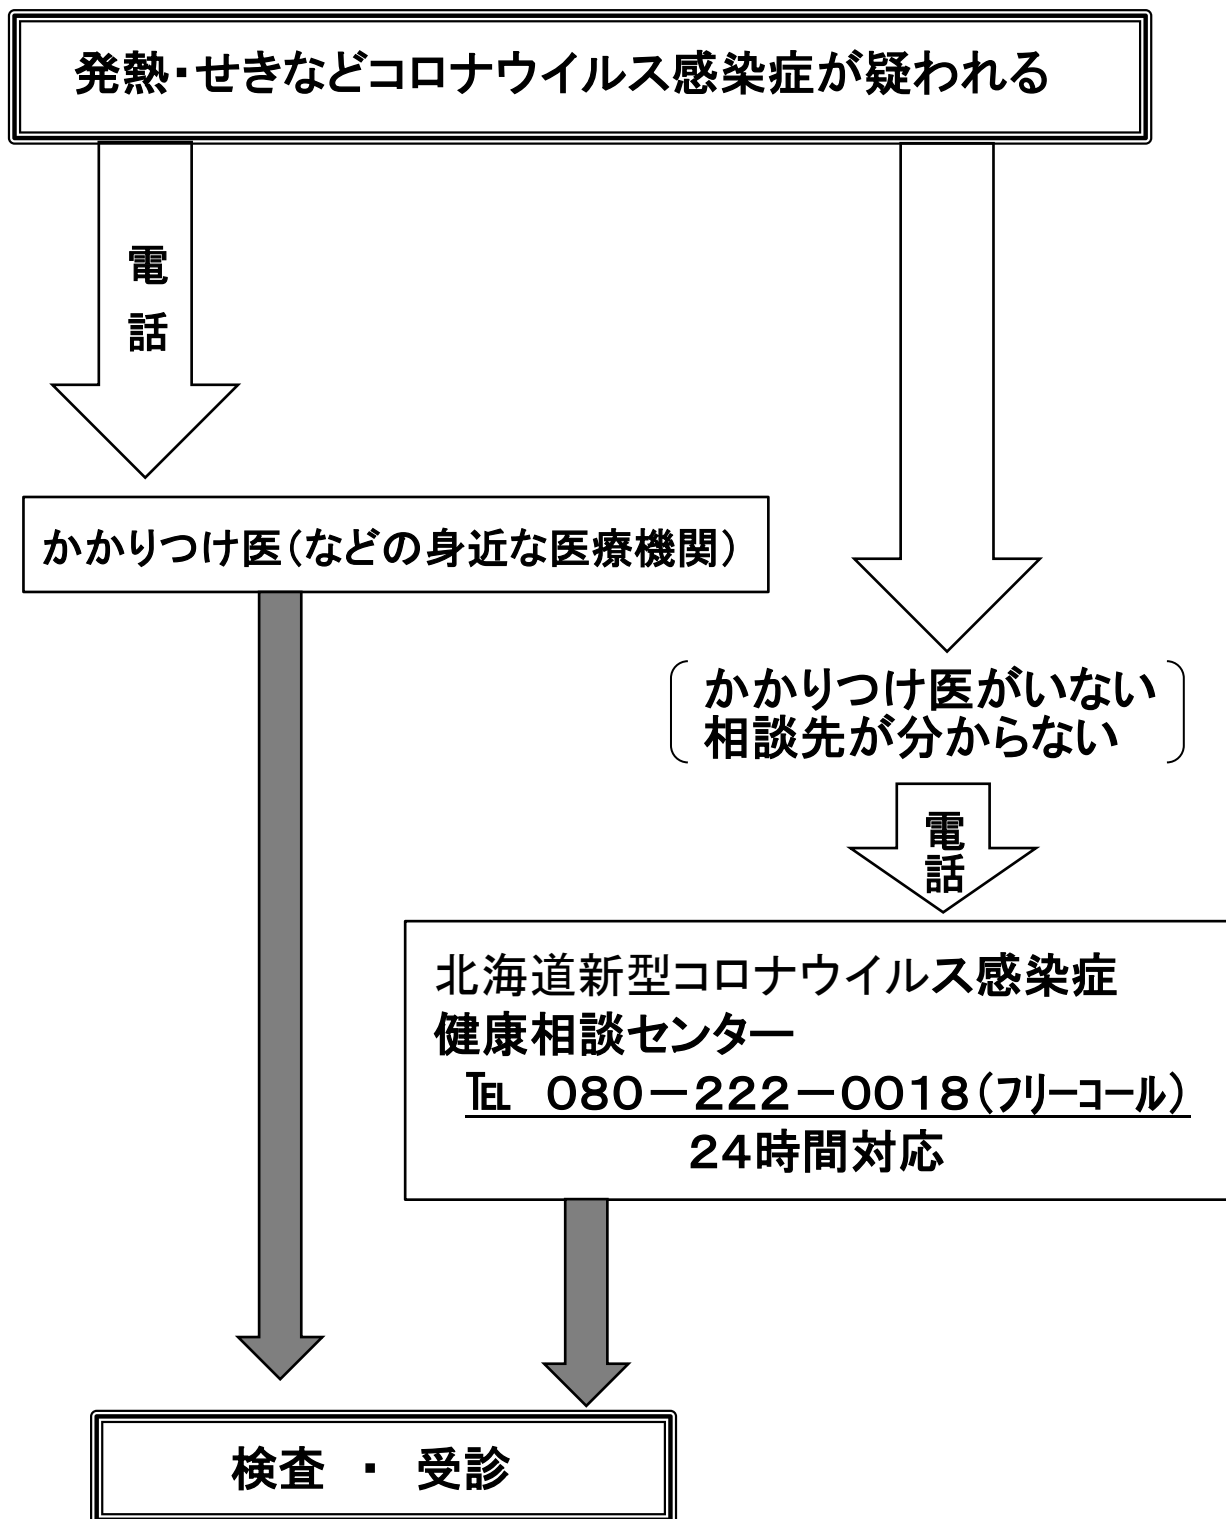 発熱・せきなどコロナウイルス感染症が疑われる
電
話
かかりつけ医(などの身近な医療機関)
かかりつけ医がいない
相談先が分からない
電
話
北海道新型コロナウイルス感染症
健康相談センター
℡　０８０－２２２－００１８(フリーコール)
２４時間対応
検査　・　受診